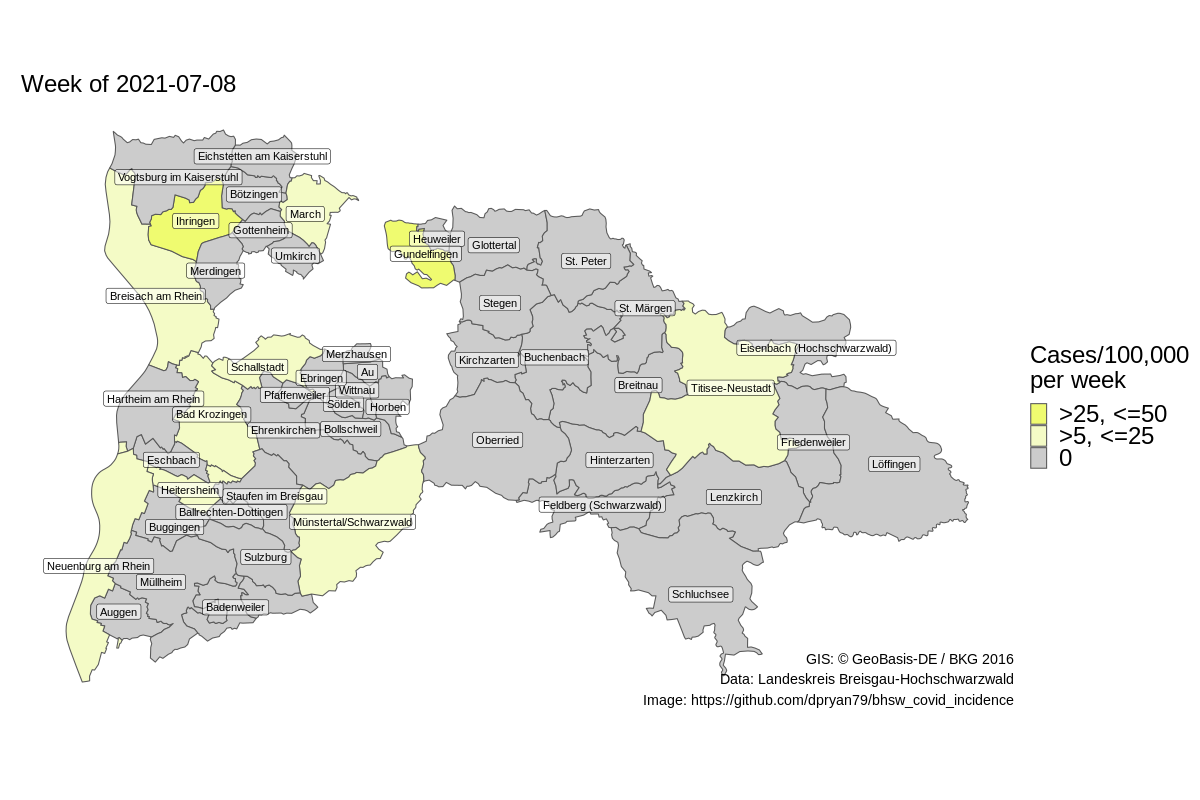 Week of 2021-07-08
Eichstetten am Kaiserstuhl
Vogtsburg im Kaiserstuhl
Bötzingen
March
Ihringen
Gottenheim
Umkirch
Merdingen
Breisach am Rhein
Heuweiler
Glottertal
Gundelfingen
St. Peter
Stegen
St. Märgen
Eisenbach (Hochschwarzwald)
Merzhausen
Schallstadt
Au
Ebringen
Wittnau
Kirchzarten
Buchenbach
Breitnau
Titisee-Neustadt
Hartheim am Rhein
Pfaffenweiler
Sölden
Horben
Bad Krozingen
Ehrenkirchen
Bollschweil
Oberried
Friedenweiler
Eschbach
Hinterzarten
Löffingen
Heitersheim
Staufen im Breisgau
Lenzkirch
Feldberg (Schwarzwald)
Ballrechten-Dottingen
Buggingen
Münstertal/Schwarzwald
Sulzburg
Neuenburg am Rhein
Müllheim
Schluchsee
Auggen
Badenweiler
Cases/100,000
per week
>25, <=50
>5, <=25
0
GIS: © GeoBasis-DE / BKG 2016
Data: Landeskreis Breisgau-Hochschwarzwald
Image: https://github.com/dpryan79/bhsw_covid_incidence